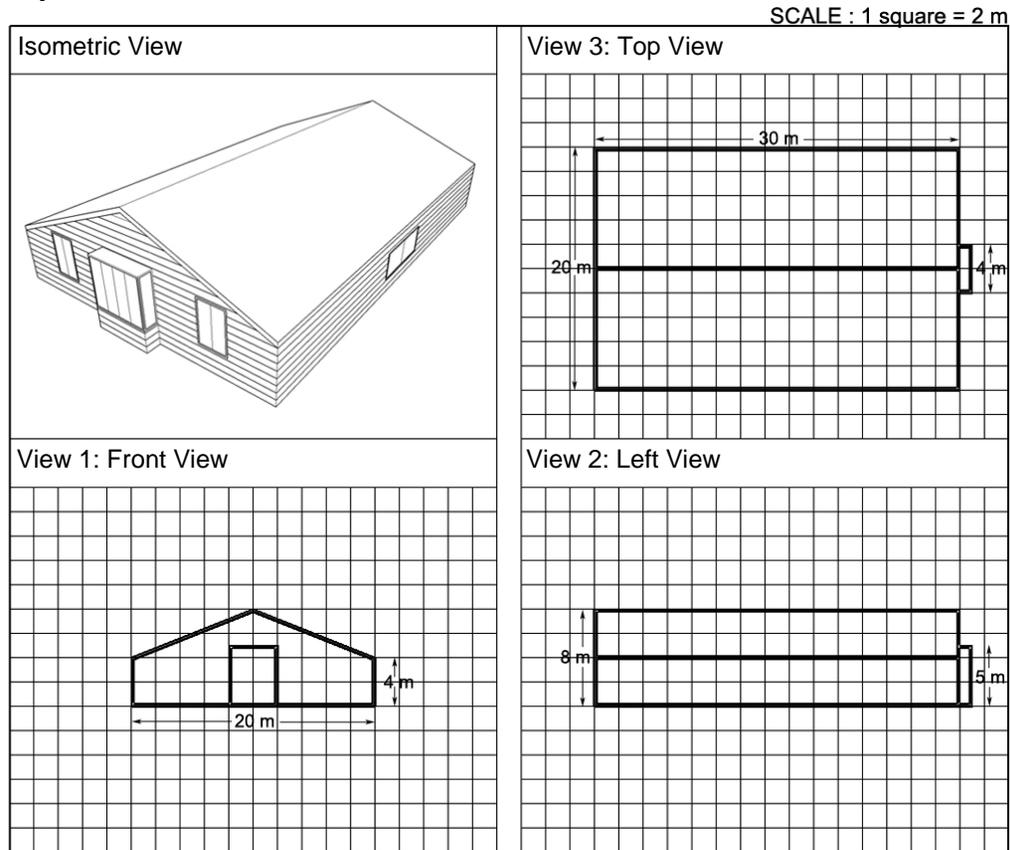 SCALE : 1 square = 2 m
Isometric View
View 3: Top View
30 m
20 m
4 m
View 1: Front View
View 2: Left View
4 m
20 m
8 m
5 m